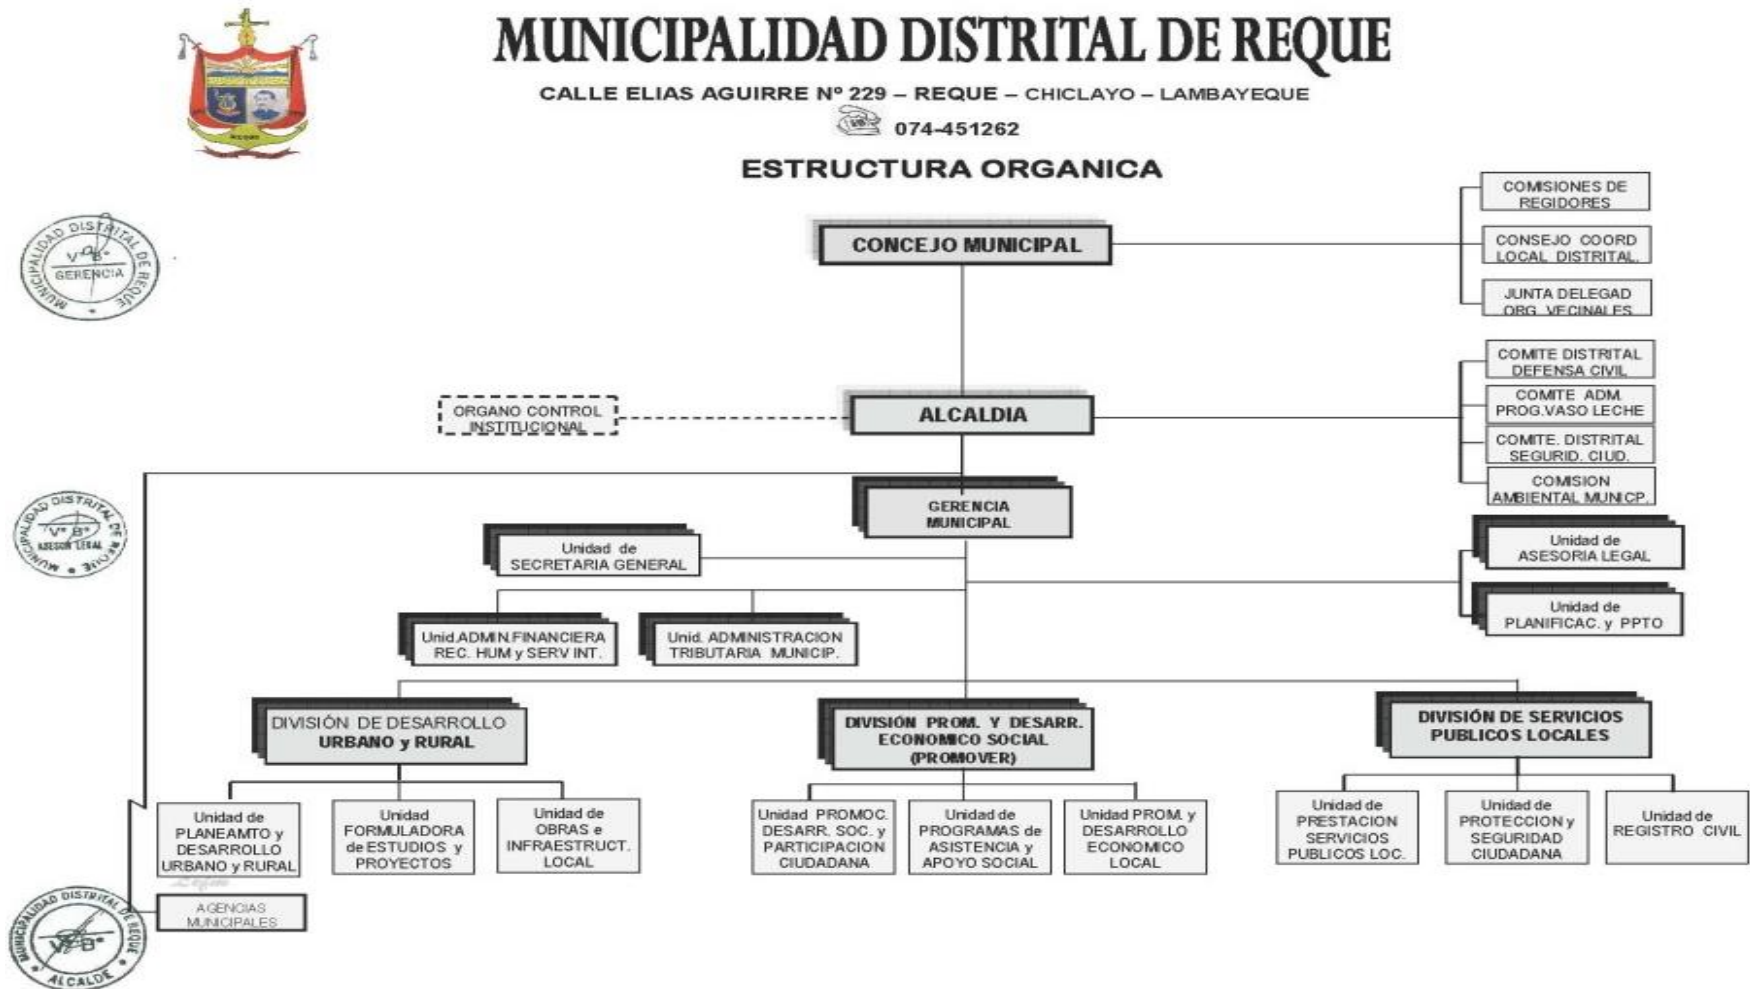 MUNICIPALIDAD DISTRITAL DE REQUE
CALLE ELIAS AGUIRRE Nº 229 – REQUE – CHICLAYO – LAMBAYEQUE
074-451262
ESTRUCTURA ORGANICA
COMISIONES DE
REGIDORES
CONCEJO MUNICIPAL
CONSEJO COORD
LOCAL DISTRITAL.
JUNTA DELEGAD
ORG. VECINALES
MUNICIPALIDAD DISTRITAL DE REQUE
V° B°
GERENCIA
COMITE DISTRITAL
DEFENSA CIVIL
COMITE ADM.
PROG.VASO LECHE
COMITE. DISTRITAL
SEGURID. CIUD.
COMISION
AMBIENTAL MUNICP.
ORGANO CONTROL
INSTITUCIONAL
ALCALDIA
GERENCIA
MUNICIPAL
MUNICIPALIDAD DISTRITAL DE REQUE
V° B°
ASESOR LEGAL
Unidad de
SECRETARIA GENERAL
Unidad de
ASESORIA LEGAL
Unidad de
PLANIFICAC. y PPTO
Unid.ADMIN.FINANCIERA
REC. HUM y SERV INT.
Unid. ADMINISTRACION
TRIBUTARIA MUNICIP.
DIVISIÓN DE DESARROLLO
URBANO y RURAL
DIVISIÓN PROM. Y DESARR.
ECONOMICO SOCIAL
(PROMOVER)
DIVISIÓN DE SERVICIOS
PUBLICOS LOCALES
Unidad de
PLANEAMTO y
DESARROLLO
URBANO y RURAL
Unidad
FORMULADORA
de ESTUDIOS y
PROYECTOS
Unidad de
OBRAS e
INFRAESTRUCT.
LOCAL
Unidad PROMOC.
DESARR. SOC. y
PARTICIPACION
CIUDADANA
Unidad de
PROGRAMAS de
ASISTENCIA y
APOYO SOCIAL
Unidad PROM. y
DESARROLLO
ECONOMICO
LOCAL
Unidad de
PRESTACION
SERVICIOS
PUBLICOS LOC.
Unidad de
PROTECCION y
SEGURIDAD
CIUDADANA
Unidad de
REGISTRO CIVIL
AGENCIAS
MUNICIPALES
MUNICIPALIDAD DISTRITAL DE REQUE
V° B°
ALCALDE